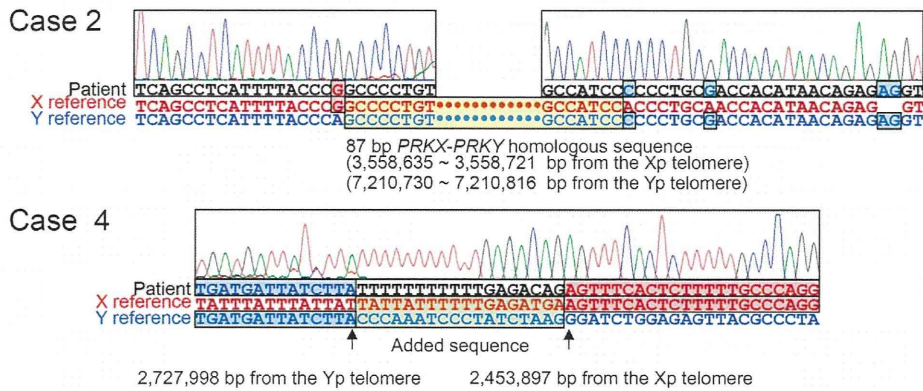 Case 2
Patient TCAGCCTCATTTTACCCGGCCCCTGT GCCATCCCCCCTGCGACCACATAACAGAGAGGT
X reference TCAGCCTCATTTTACCCGGCCCCTGT GCCATCCACCCTGCAACCACATAACAGAG GT
Y reference TCAGCCTCATTTTACCCAGCCCCTGT GCCATCCCCCCTGCGACCACATAACAGAGAGGT
87 bp PRKX-PRKY homologous sequence
(3,558,635 ~ 3,558,721 bp from the Xp telomere)
(7,210,730 ~ 7,210,816 bp from the Yp telomere)
Case 4
Patient TGATGATTATCTTATTTTTTTTTTGAGACAGAGTTTCACTCTTTTTGCCCAGG
X reference TATTTATTTATTATTATTATTTTTTGAGATGAAGTTTCACTCTTTTTGCCCAGG
Y reference TGATGATTATCTTACCCAAATCCCTATCTAAGGGATCTGGAGAGTTACGCCCTA
Added sequence
2,727,998 bp from the Yp telomere 2,453,897 bp from the Xp telomere